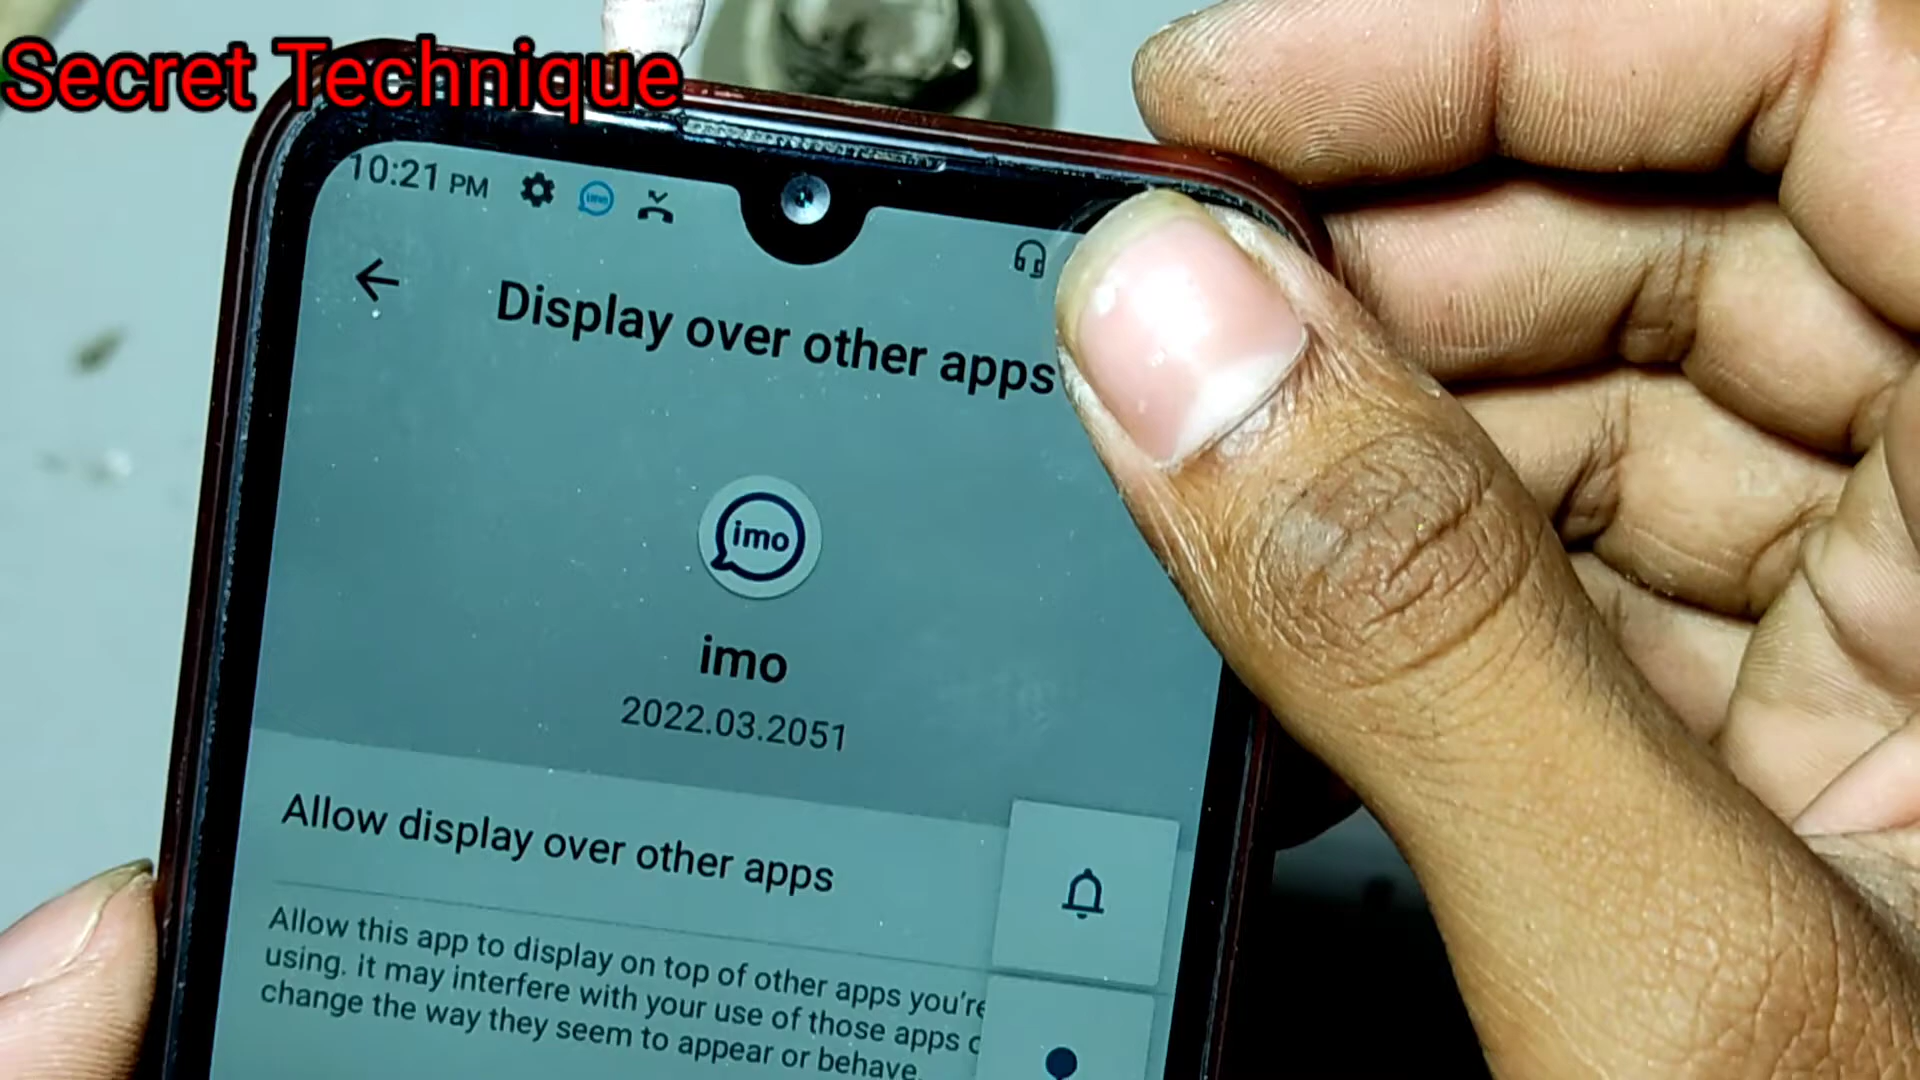 Secret Technique
10:21 PM
imo
Display over other apps
imo
imo
2022.03.2051
Allow display over other apps
Allow this app to display on top of other apps you're
using. it may interfere with your use of those apps
change the way they seem to appear or behave.